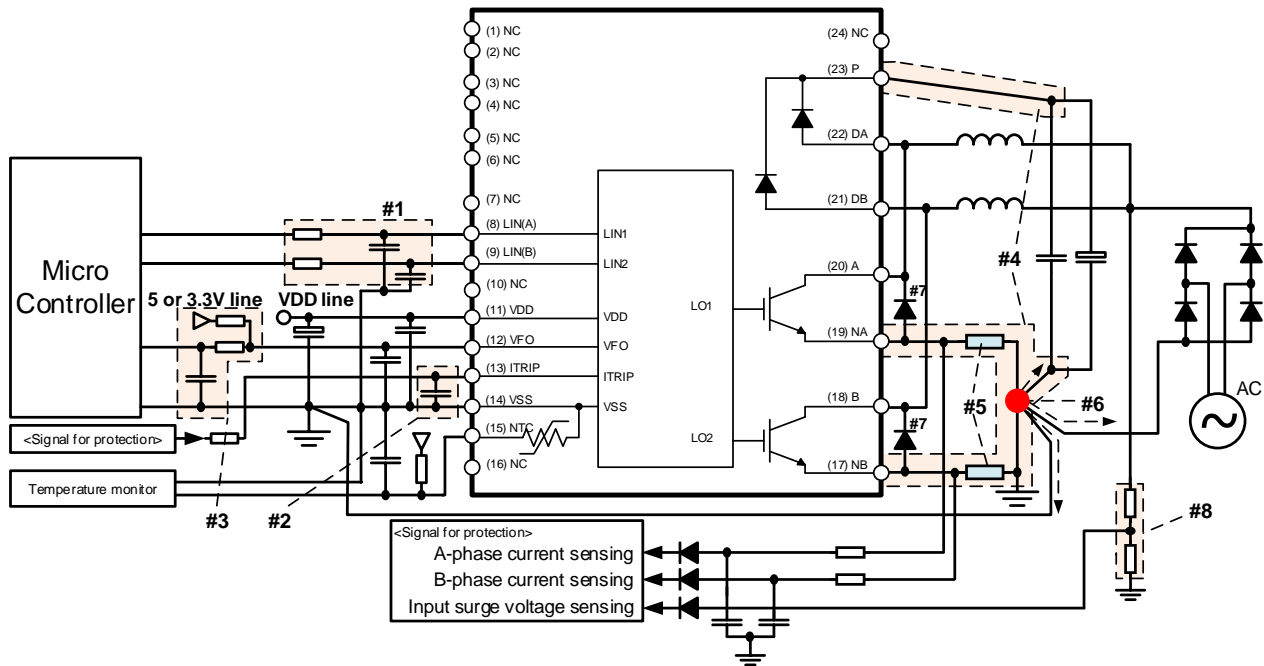 (1) NC
(2) NC
(3) NC
(4) NC
(5) NC
(6) NC
(7) NC
(8) LIN(A)
(9) LIN(B)
(10) NC
(11) VDD
(12) VFO
(13) ITRIP
(14) VSS
(15) NTC
(16) NC
(24) NC
(23) P
(22) DA
(21) DB
(20) A
(19) NA
(18) B
(17) NB
LIN1
LIN2
VDD
VFO
ITRIP
VSS
LO1
LO2
Micro
Controller
#1
5 or 3.3V line
VDD line
<Signal for protection>
Temperature monitor
#3
#2
#7
#7
#4
#5
#6
AC
#8
<Signal for protection>
A-phase current sensing
B-phase current sensing
Input surge voltage sensing